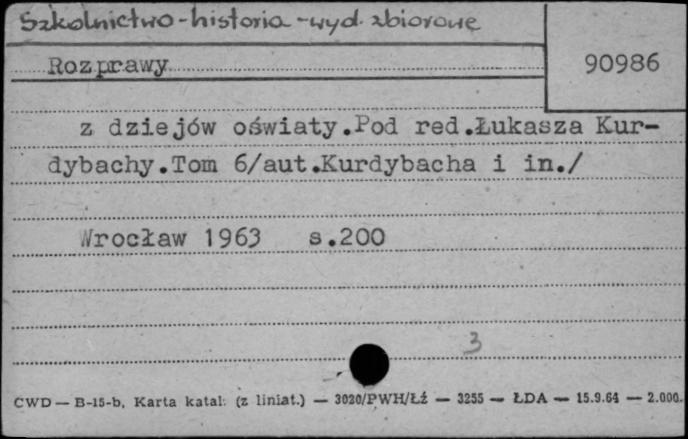 Szkolnictwo - historia - wyd. zbiorowe
Rozprawy
90986
z dziejów oświaty.Pod red.Łukasza Kur-
dybachy.Tom 6/aut.Kurdybacha i in./
Wrocław 1963 s.200
3
CWD — B-15-b, Karta katal. (z liniat.) — 3020/PWH/Łź — 3255 — ŁDA — 15.9.64 — 2.000.